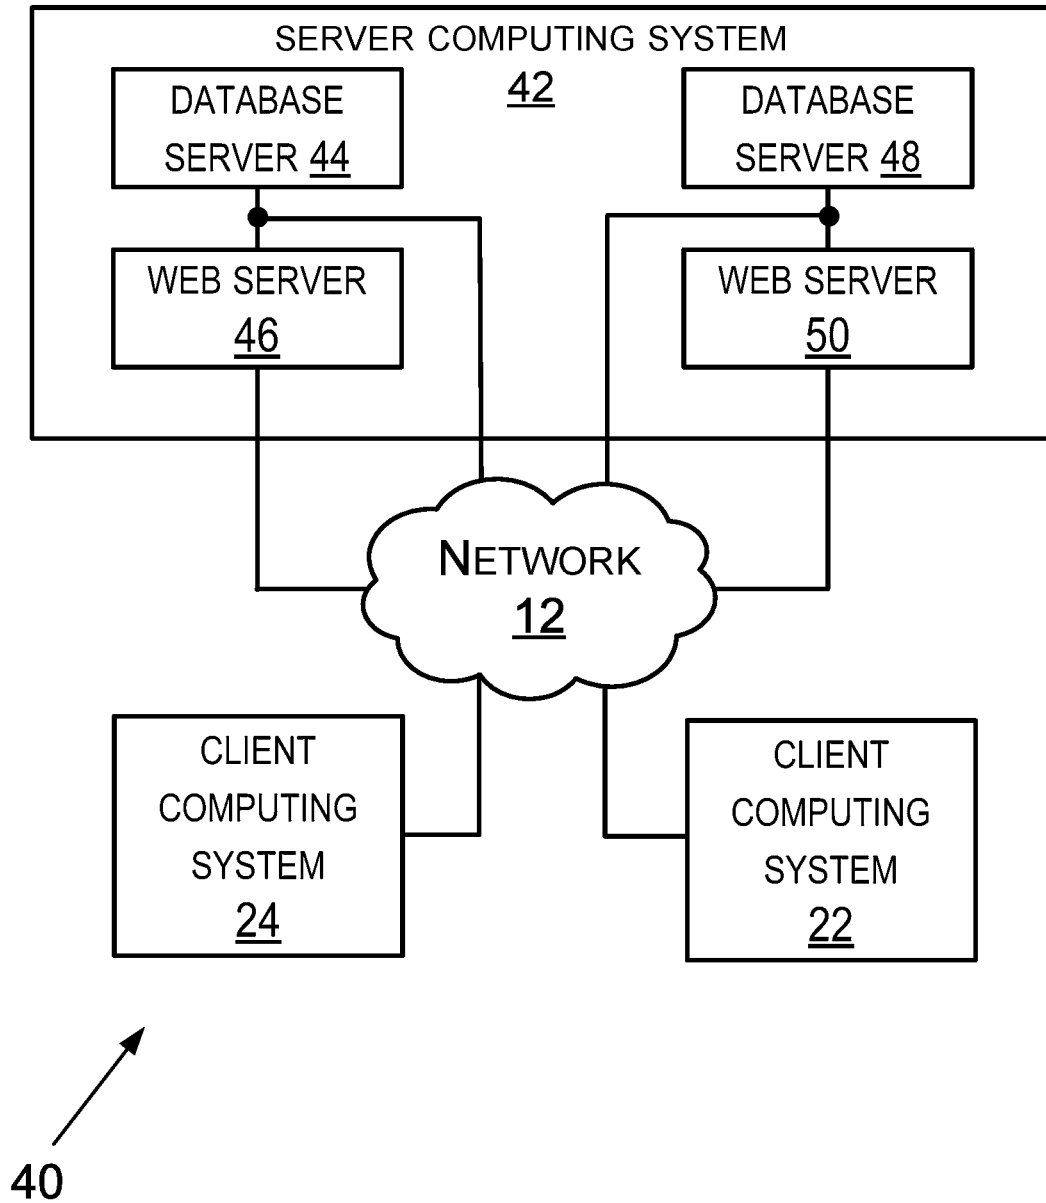 SERVER COMPUTING SYSTEM
42
DATABASE
SERVER 44
DATABASE
SERVER 48
WEB SERVER
46
WEB SERVER
50
NETWORK
12
CLIENT
COMPUTING
SYSTEM
24
CLIENT
COMPUTING
SYSTEM
22
40